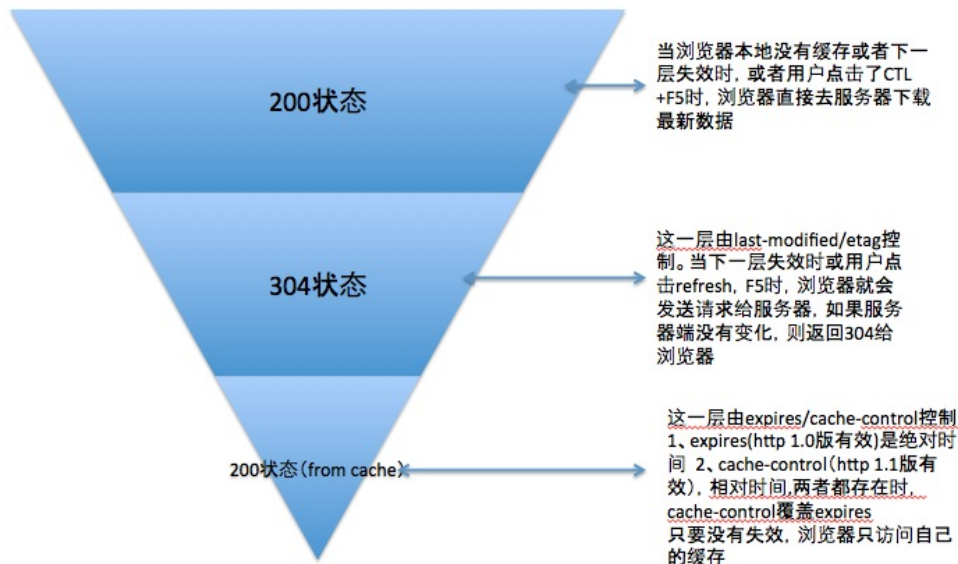 200状态
当浏览器本地没有缓存或者下一
层失效时，或者用户点击了CTL
+F5时，浏览器直接去服务器下载
最新数据
304状态
这一层由last-modified/etag控
制。当下一层失效时或用户点
击refresh，F5时，浏览器就会
发送请求给服务器，如果服务
器端没有变化，则返回304给
浏览器
200状态（from cache）
这一层由expires/cache-control控制
1、expires(http 1.0版有效)是绝对时
间 2、cache-control（http 1.1版有
效），相对时间,两者都存在时，
cache-control覆盖expires
只要没有失效，浏览器只访问自己
的缓存